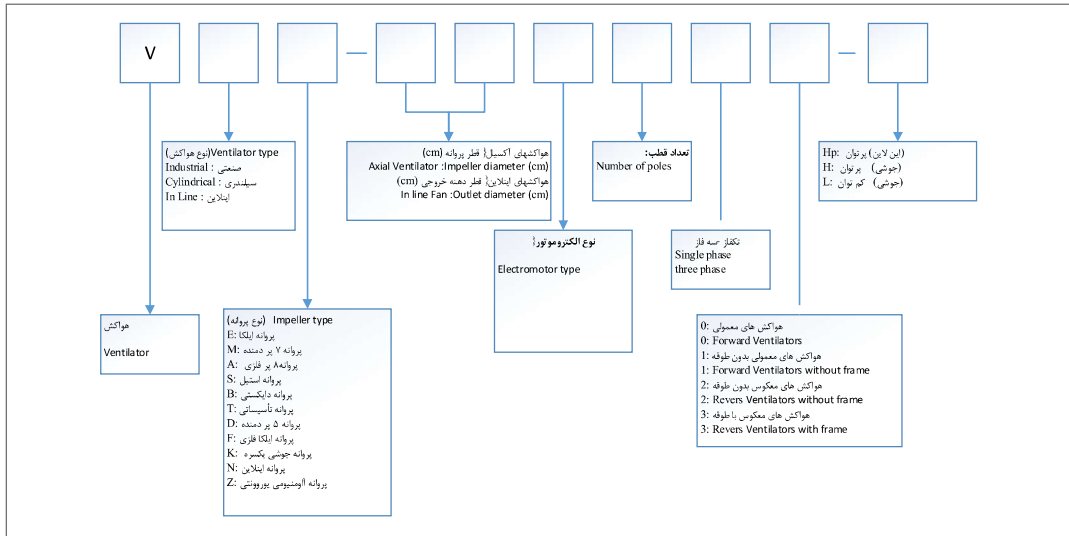 V
Ventilator type(نوع هواکش)
Industrial : صنعتی
Cylindrical : سیلندری
In Line : اینلاین
هواکشهای آکسیال{ قطر پروانه (cm)
Axial Ventilator :Impeller diameter (cm)
هواکشهای اینلاین{ قطر دهنه خروجی (cm)
In line Fan :Outlet diameter (cm)
تعداد قطب:
Number of poles
Hp: پرتوان (این لاین)
H: پرتوان (جوشی)
L: کم توان (جوشی)
نوع الکتروموتور{
Electromotor type
تکفاز -سه فاز
Single phase
three phase
هواکش
Ventilator
(نوع پروانه) Impeller type
E: پروانه ایلکا
M: پروانه ۷ پر دمنده
A: پروانه۸ پر فلزی
S: پروانه استیل
B: پروانه دایکستی
T: پروانه تأسیساتی
D: پروانه ۵ پر دمنده
F: پروانه ایلکا فلزی
K: پروانه جوشی یکسره
N: پروانه اینلاین
Z: پروانه آلومنیومی یوروونتی
0: هواکش های معمولی
0: Forward Ventilators
1: هواکش های معمولی بدون طوقه
1: Forward Ventilators without frame
2: هواکش های معکوس بدون طوقه
2: Revers Ventilators without frame
3: هواکش های معکوس با طوقه
3: Revers Ventilators with frame